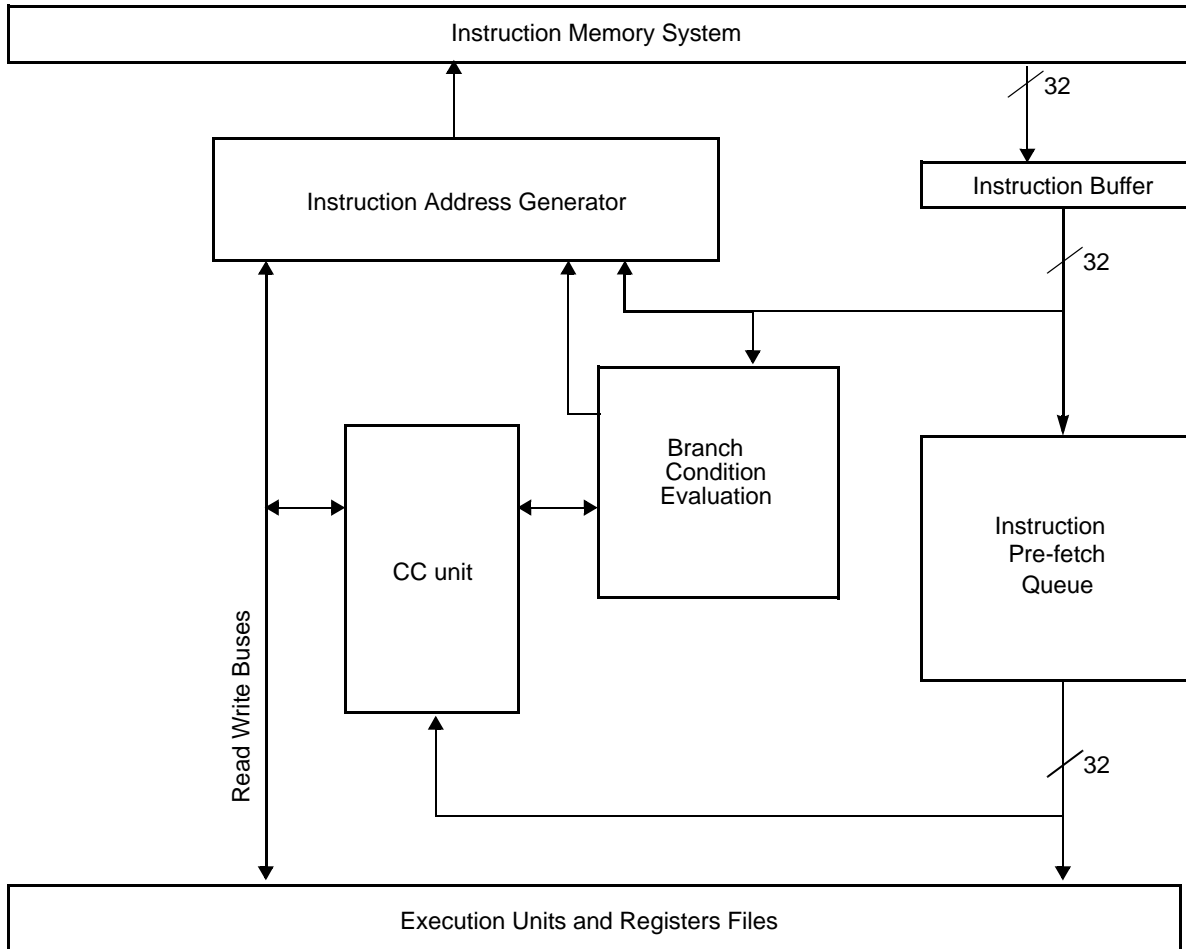 Instruction Memory System
32
Instruction Buffer
Instruction Address Generator
32
Branch
Condition
Evaluation
Instruction
Pre-fetch
Queue
CC unit
Read Write Buses
32
Execution Units and Registers Files